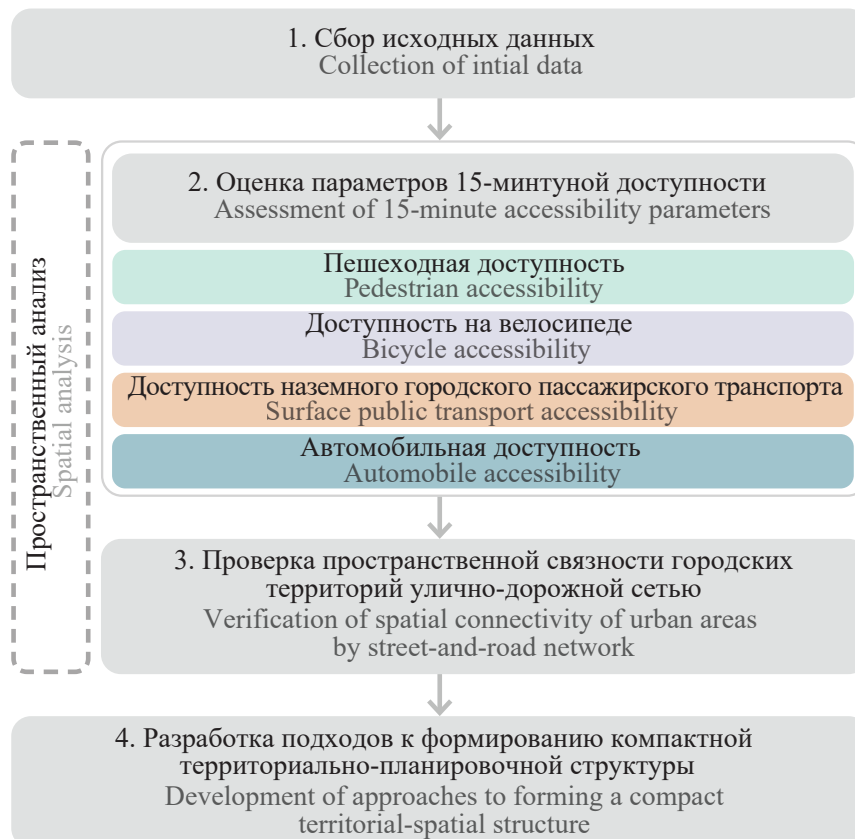 1. Сбор исходных данных
Collection of intial data
Пространственный анализ
Spatial analysis
2. Оценка параметров 15-минтуной доступности
Assessment of 15-minute accessibility parameters
Пешеходная доступность
Pedestrian accessibility
Доступность на велосипеде
Bicycle accessibility
Доступность наземного городского пассажирского транспорта
Surface public transport accessibility
Автомобильная доступность
Automobile accessibility
3. Проверка пространственной связности городских
территорий улично-дорожной сетью
Verification of spatial connectivity of urban areas
by street-and-road network
4. Разработка подходов к формированию компактной
территориально-планировочной структуры
Development of approaches to forming a compact
territorial-spatial structure